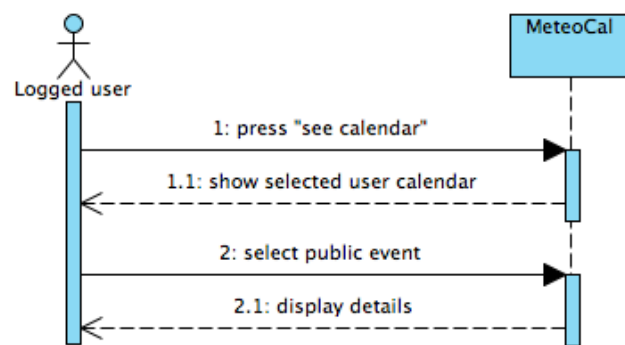 MeteoCal
Logged user
1: press "see calendar"
1.1: show selected user calendar
2: select public event
2.1: display details